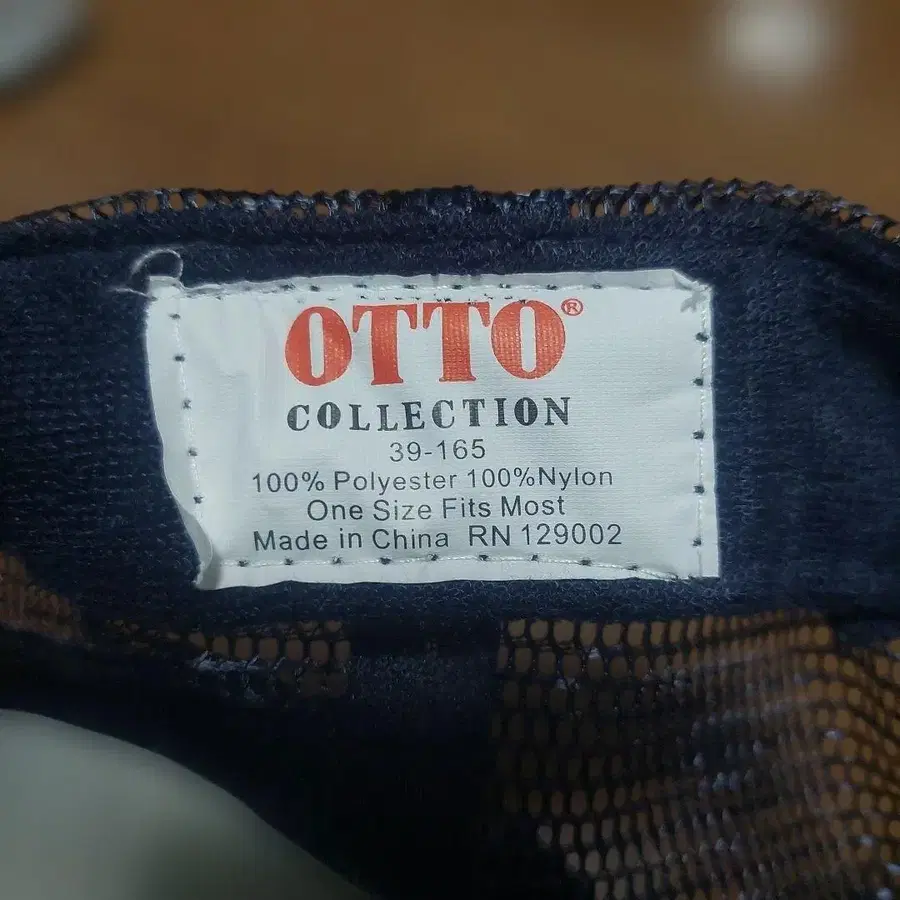 OTTO®
COLLECTION
39-165
100% Polyester 100%Nylon
One Size Fits Most
Made in China RN 129002